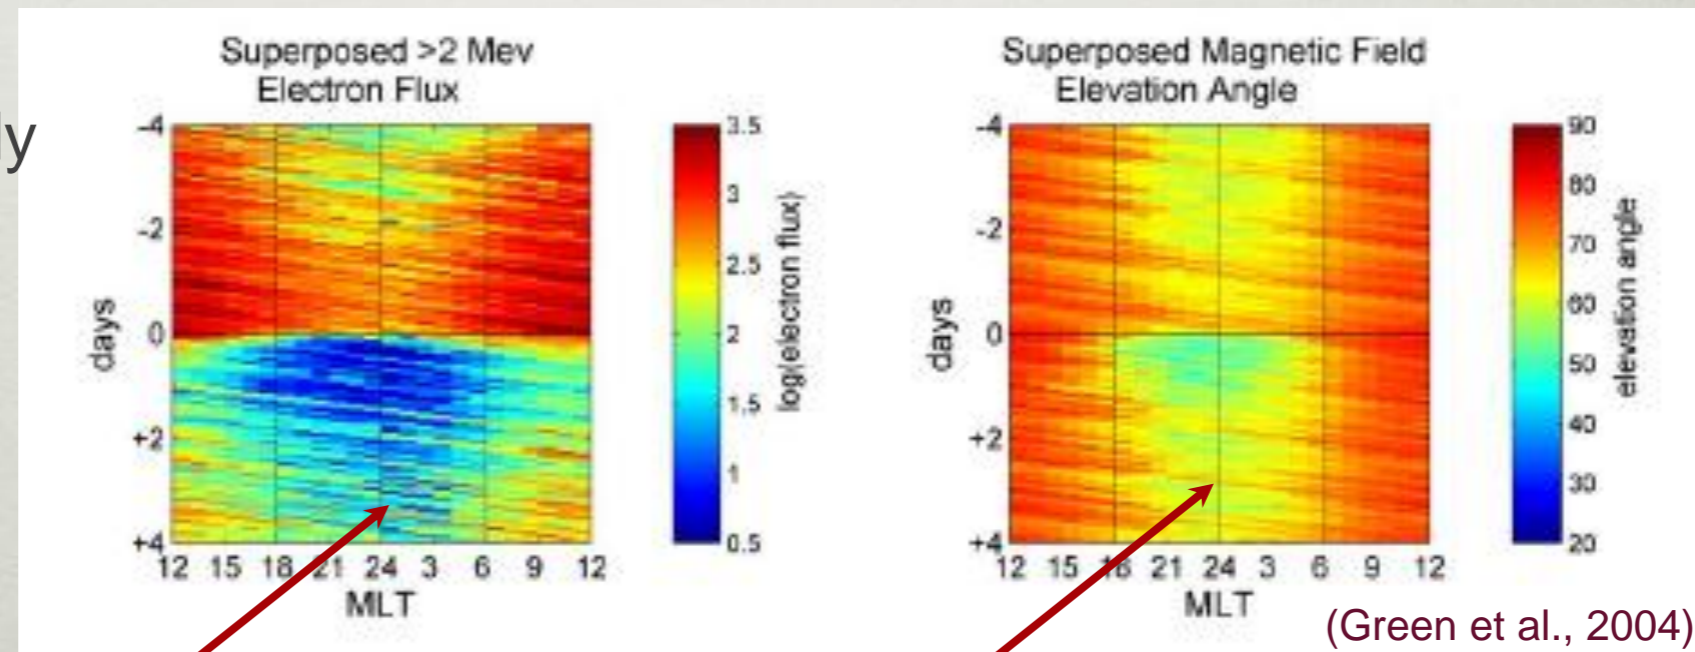 ly
Superposed >2 Mev
Electron Flux
-4
-2
0
+2
+4
days
12 15 18 21 24 3 6 9 12
MLT
3.5
3
2.5
2
1.5
1
0.5
log(electron flux)
Superposed Magnetic Field
Elevation Angle
-4
-2
0
+2
+4
days
12 15 18 21 24 3 6 9 12
MLT
90
80
70
60
50
40
30
20
elevation angle
(Green et al., 2004)